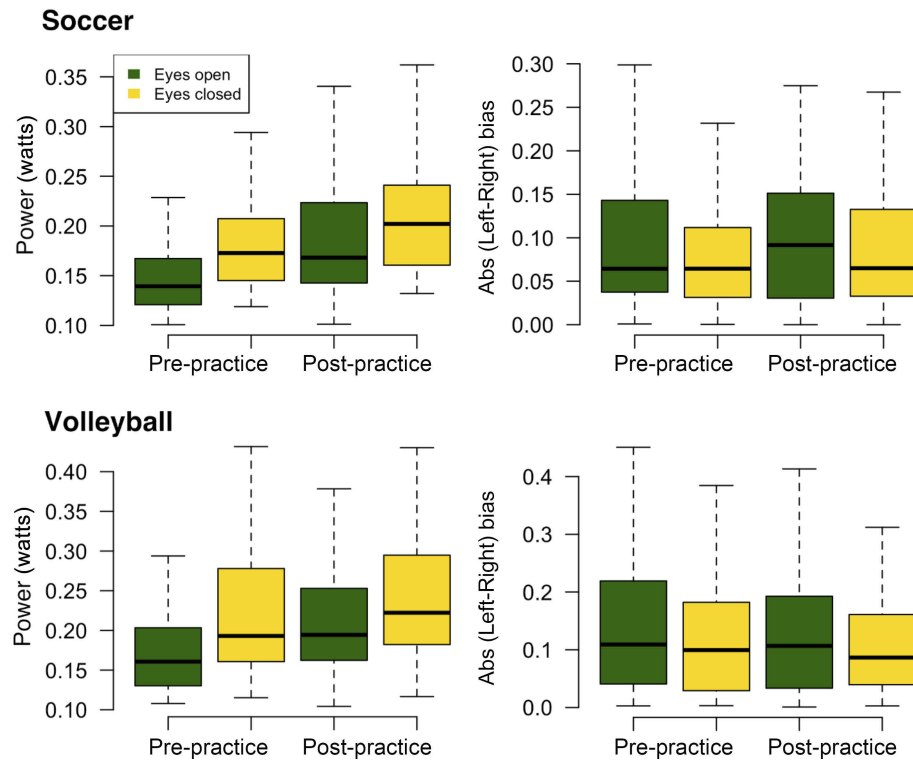 Soccer
Eyes open
Eyes closed
Power (watts)
0.35
0.30
0.25
0.20
0.15
0.10
Pre-practice Post-practice
Abs (Left-Right) bias
0.30
0.25
0.20
0.15
0.10
0.05
0.00
Pre-practice Post-practice
Volleyball
Power (watts)
0.40
0.35
0.30
0.25
0.20
0.15
0.10
Pre-practice Post-practice
Abs (Left-Right) bias
0.4
0.3
0.2
0.1
0.0
Pre-practice Post-practice